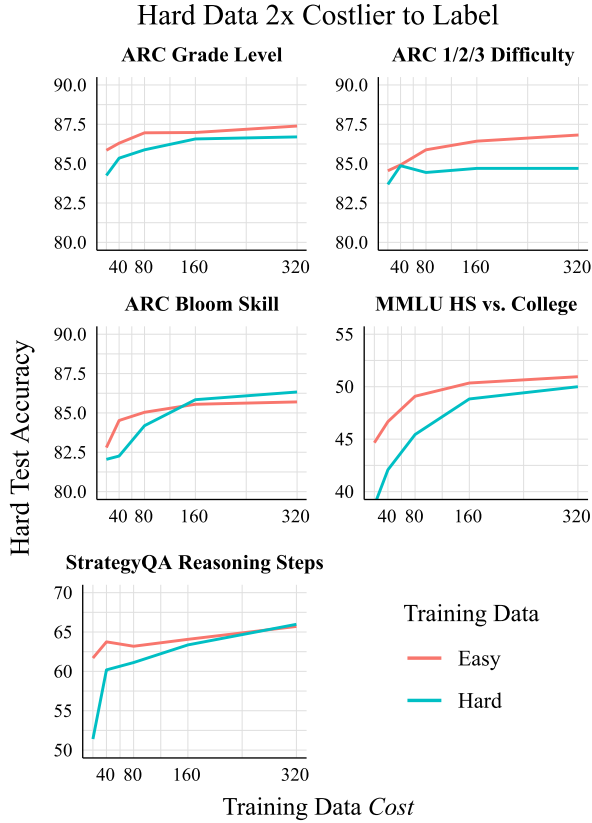 Hard Data 2x Costlier to Label
ARC Grade Level
90.0
87.5
85.0
82.5
80.0
40 80 160 320
ARC 1/2/3 Difficulty
90.0
87.5
85.0
82.5
80.0
40 80 160 320
ARC Bloom Skill
90.0
87.5
85.0
82.5
80.0
40 80 160 320
MMLU HS vs. College
55
50
45
40
40 80 160 320
Hard Test Accuracy
StrategyQA Reasoning Steps
70
65
60
55
50
40 80 160 320
Training Data
Easy
Hard
Training Data Cost